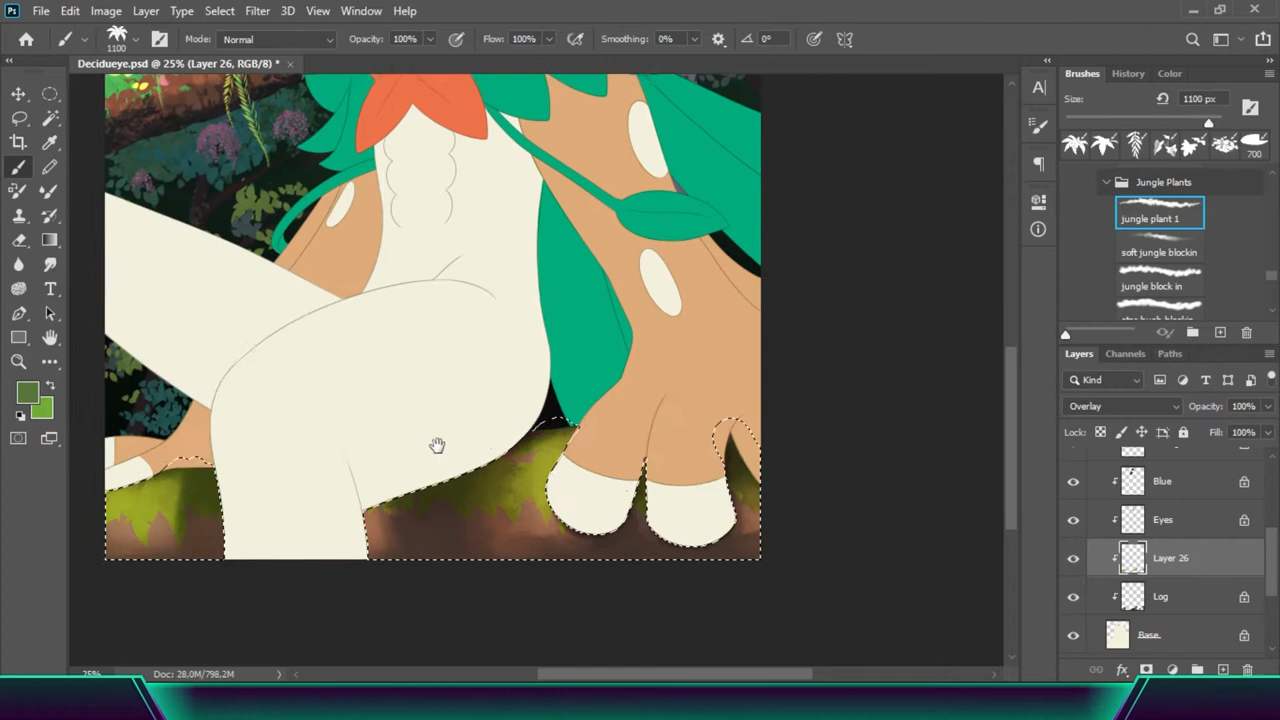 Ps File Edit Image Layer Type Select Filter 3D View Window Help
1100 Mode: Normal Opacity: 100% Flow: 100% Smoothing: 0% 0°
Decidueye.psd @ 25% (Layer 26, RGB/8) *
Brushes History Color
Size: 1100 px
700
Jungle Plants
jungle plant 1
soft jungle blockin
jungle block in
Layers Channels Paths
Kind
Overlay Opacity: 100%
Lock: Fill: 100%
Blue
Eyes
Layer 26
Log
Base
25% Doc: 28,0M/798,2M